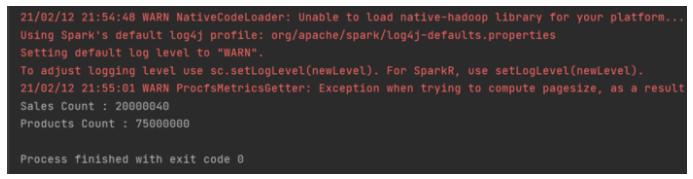 21/02/12 21:54:48 WARN NativeCodeLoader: Unable to load native-hadoop library for your platform...
Using Spark's default log4j profile: org/apache/spark/log4j-defaults.properties
Setting default log level to "WARN".
To adjust logging level use sc.setLogLevel(newLevel). For SparkR, use setLogLevel(newLevel).
21/02/12 21:55:01 WARN ProcfsMetricsGetter: Exception when trying to compute pagesize, as a result
Sales Count : 20000040
Products Count : 75000000
Process finished with exit code 0